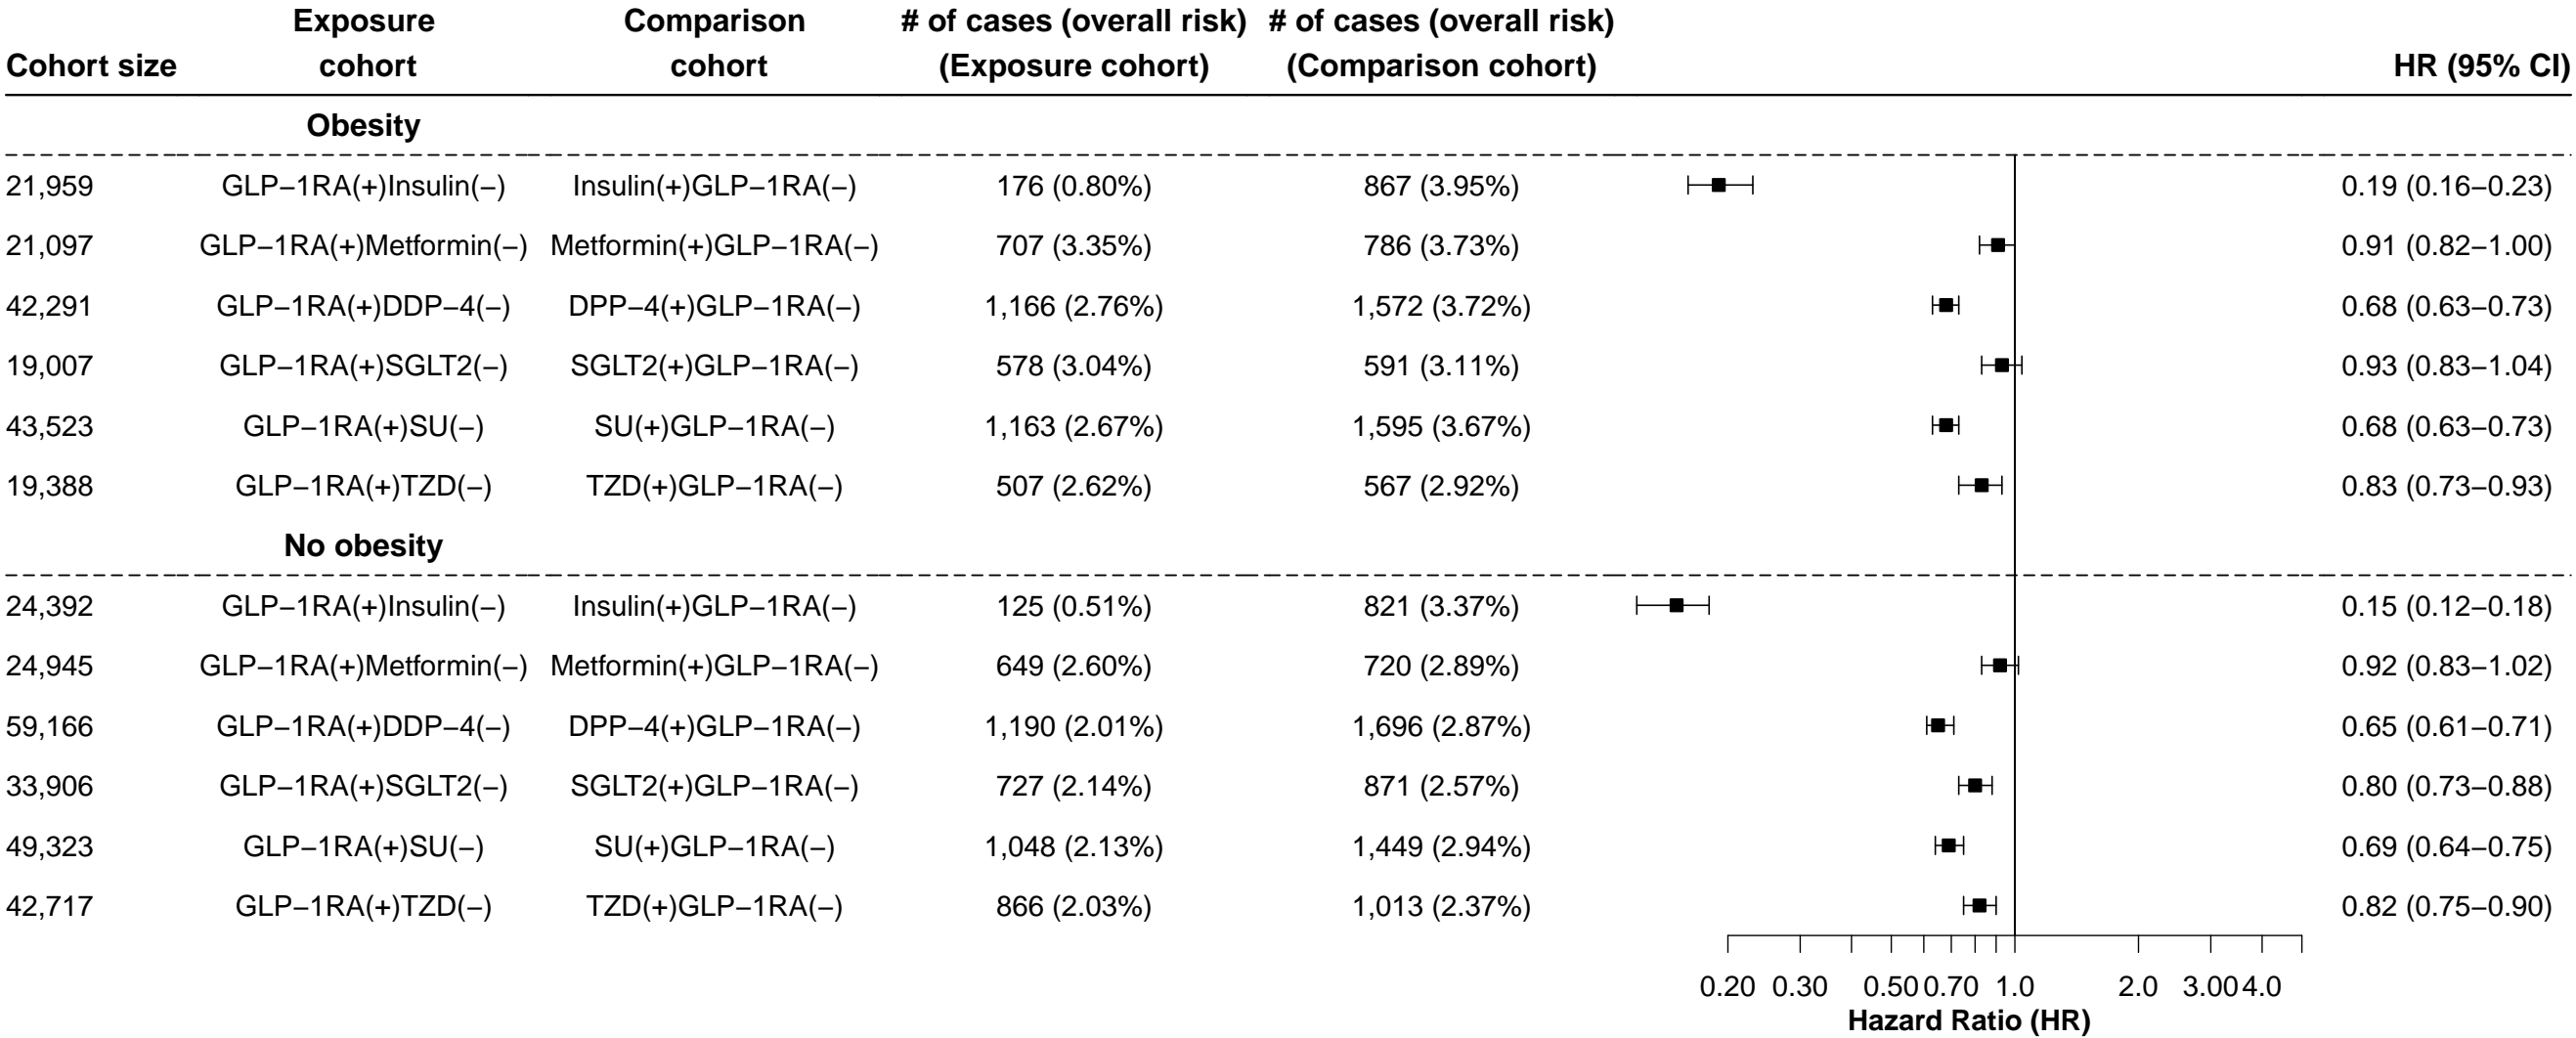 Exposure Comparison # of cases (overall risk) # of cases (overall risk)
Cohort size cohort cohort (Exposure cohort) (Comparison cohort) HR (95% CI)
Obesity
21,959 GLP−1RA(+)Insulin(−) Insulin(+)GLP−1RA(−) 176 (0.80%) 867 (3.95%) 0.19 (0.16−0.23)
21,097 GLP−1RA(+)Metformin(−) Metformin(+)GLP−1RA(−) 707 (3.35%) 786 (3.73%) 0.91 (0.82−1.00)
42,291 GLP−1RA(+)DDP−4(−) DPP−4(+)GLP−1RA(−) 1,166 (2.76%) 1,572 (3.72%) 0.68 (0.63−0.73)
19,007 GLP−1RA(+)SGLT2(−) SGLT2(+)GLP−1RA(−) 578 (3.04%) 591 (3.11%) 0.93 (0.83−1.04)
43,523 GLP−1RA(+)SU(−) SU(+)GLP−1RA(−) 1,163 (2.67%) 1,595 (3.67%) 0.68 (0.63−0.73)
19,388 GLP−1RA(+)TZD(−) TZD(+)GLP−1RA(−) 507 (2.62%) 567 (2.92%) 0.83 (0.73−0.93)
No obesity
24,392 GLP−1RA(+)Insulin(−) Insulin(+)GLP−1RA(−) 125 (0.51%) 821 (3.37%) 0.15 (0.12−0.18)
24,945 GLP−1RA(+)Metformin(−) Metformin(+)GLP−1RA(−) 649 (2.60%) 720 (2.89%) 0.92 (0.83−1.02)
59,166 GLP−1RA(+)DDP−4(−) DPP−4(+)GLP−1RA(−) 1,190 (2.01%) 1,696 (2.87%) 0.65 (0.61−0.71)
33,906 GLP−1RA(+)SGLT2(−) SGLT2(+)GLP−1RA(−) 727 (2.14%) 871 (2.57%) 0.80 (0.73−0.88)
49,323 GLP−1RA(+)SU(−) SU(+)GLP−1RA(−) 1,048 (2.13%) 1,449 (2.94%) 0.69 (0.64−0.75)
42,717 GLP−1RA(+)TZD(−) TZD(+)GLP−1RA(−) 866 (2.03%) 1,013 (2.37%) 0.82 (0.75−0.90)
0.20 0.30 0.50 0.70 1.0 2.0 3.00 4.0
Hazard Ratio (HR)